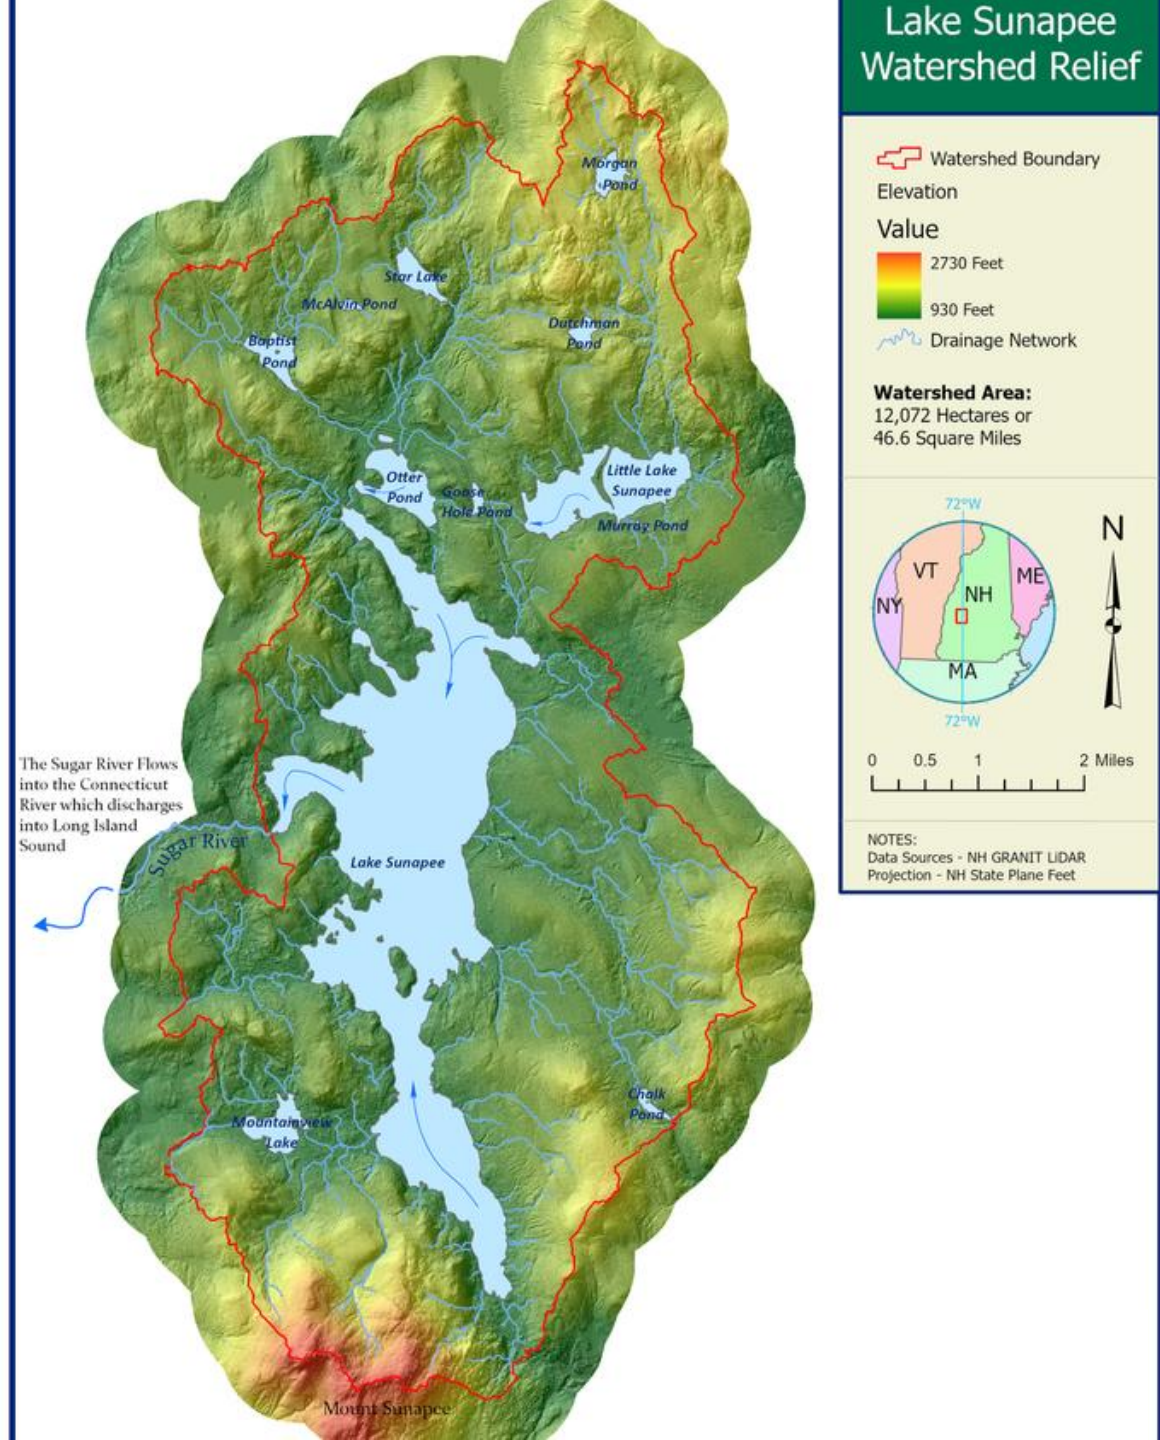 Lake Sunapee
Watershed Relief
Watershed Boundary
Elevation
Value
2730 Feet
930 Feet
Drainage Network
Watershed Area:
12,072 Hectares or
46.6 Square Miles
72°W
VT
NH
ME
NY
MA
72°W
N
0 0.5 1 2 Miles
NOTES:
Data Sources - NH GRANIT LiDAR
Projection - NH State Plane Feet
Morgan
Pond
Star Lake
McAlvin Pond
Dutchman
Pond
Baptist
Pond
Otter
Pond
Goose
Hole Pond
Little Lake
Sunapee
Murray Pond
The Sugar River Flows
into the Connecticut
River which discharges
into Long Island
Sound
Sugar River
Lake Sunapee
Chalk
Pond
Mountainview
Lake
Mount Sunapee